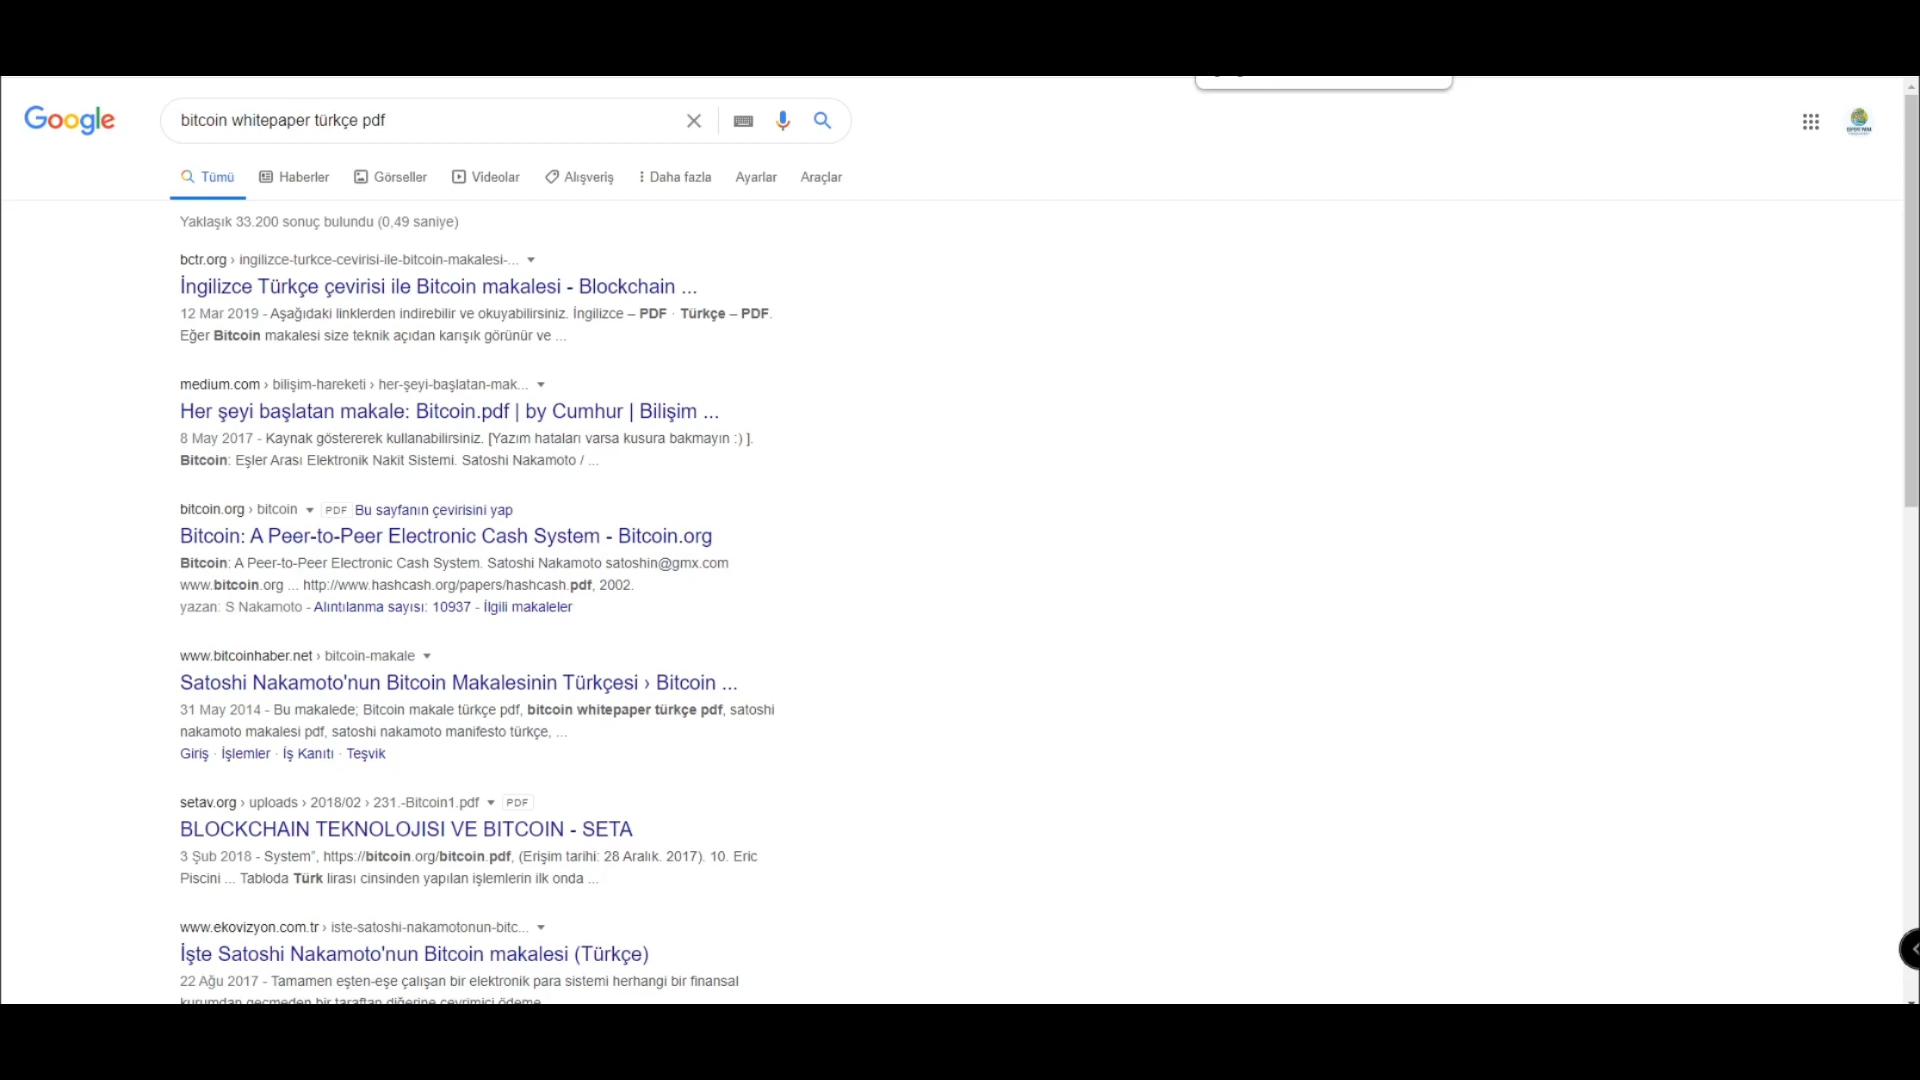 Google
bitcoin whitepaper türkçe pdf
Tümü Haberler Görseller Videolar Alışveriş Daha fazla Ayarlar Araçlar
Yaklaşık 33.200 sonuç bulundu (0,49 saniye)
bctr.org › ingilizce-turkce-cevirisi-ile-bitcoin-makalesi-...
İngilizce Türkçe çevirisi ile Bitcoin makalesi - Blockchain ...
12 Mar 2019 - Aşağıdaki linklerden indirebilir ve okuyabilirsiniz. İngilizce – PDF · Türkçe – PDF.
Eğer Bitcoin makalesi size teknik açıdan karışık görünür ve ...
medium.com › bilişim-hareketi › her-şeyi-başlatan-mak...
Her şeyi başlatan makale: Bitcoin.pdf | by Cumhur | Bilişim ...
8 May 2017 - Kaynak göstererek kullanabilirsiniz. [Yazım hataları varsa kusura bakmayın :) ].
Bitcoin: Eşler Arası Elektronik Nakit Sistemi. Satoshi Nakamoto / ...
bitcoin.org › bitcoin PDF Bu sayfanın çevirisini yap
Bitcoin: A Peer-to-Peer Electronic Cash System - Bitcoin.org
Bitcoin: A Peer-to-Peer Electronic Cash System. Satoshi Nakamoto satoshin@gmx.com
www.bitcoin.org ... http://www.hashcash.org/papers/hashcash.pdf, 2002.
yazan: S Nakamoto - Alıntılanma sayısı: 10937 - İlgili makaleler
www.bitcoinhaber.net › bitcoin-makale
Satoshi Nakamoto'nun Bitcoin Makalesinin Türkçesi › Bitcoin ...
31 May 2014 - Bu makalede; Bitcoin makale türkçe pdf, bitcoin whitepaper türkçe pdf, satoshi
nakamoto makalesi pdf, satoshi nakamoto manifesto türkçe, ...
Giriş · İşlemler · İş Kanıtı · Teşvik
setav.org › uploads › 2018/02 › 231.-Bitcoin1.pdf PDF
BLOCKCHAIN TEKNOLOJISI VE BITCOIN - SETA
3 Şub 2018 - System”, https://bitcoin.org/bitcoin.pdf, (Erişim tarihi: 28 Aralık. 2017). 10. Eric
Piscini ... Tabloda Türk lirası cinsinden yapılan işlemlerin ilk onda ...
www.ekovizyon.com.tr › iste-satoshi-nakamotonun-bitc...
İşte Satoshi Nakamoto'nun Bitcoin makalesi (Türkçe)
22 Ağu 2017 - Tamamen eşten-eşe çalışan bir elektronik para sistemi herhangi bir finansal
kurumdan geçmeden bir taraftan diğerine çevrimiçi ödeme